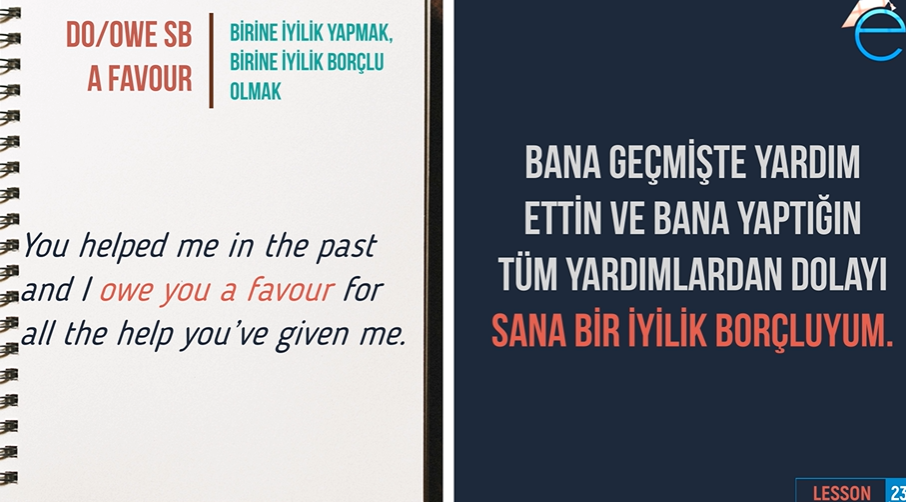 DO/OWE SB
A FAVOUR
BİRİNE İYİLİK YAPMAK,
BİRİNE İYİLİK BORÇLU
OLMAK
You helped me in the past
and I owe you a favour for
all the help you've given me.
e
BANA GEÇMİŞTE YARDIM
ETTİN VE BANA YAPTIĞIN
TÜM YARDIMLARDAN DOLAYI
SANA BİR İYİLİK BORÇLUYUM.
LESSON 23